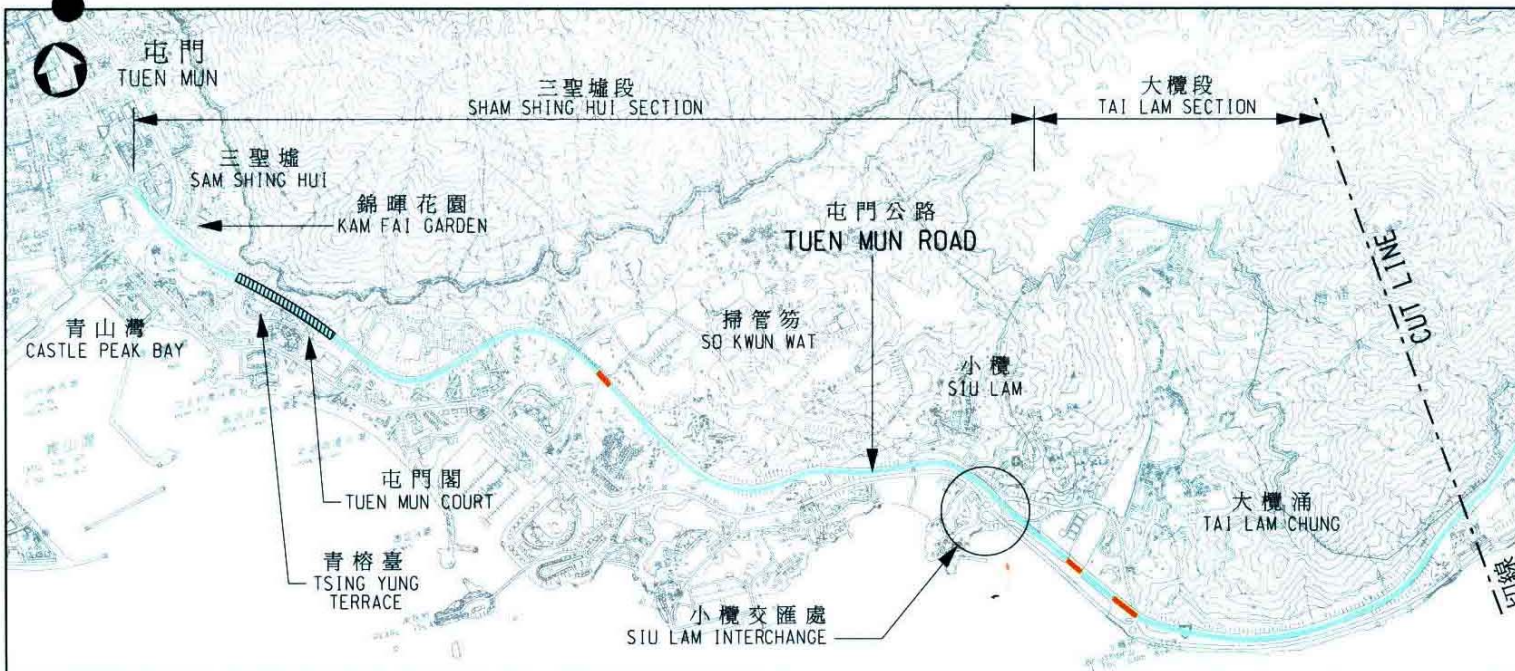 屯門
TUEN MUN
三聖墟段
SHAM SHING HUI SECTION
大欖段
TAI LAM SECTION
三聖墟
SAM SHING HUI
錦暉花園
KAM FAI GARDEN
屯門公路
TUEN MUN ROAD
CUT LINE
青山灣
CASTLE PEAK BAY
掃管笏
SO KWUN WAT
小欖
SIU LAM
屯門閣
TUEN MUN COURT
大欖涌
TAI LAM CHUNG
青榕臺
TSING YUNG
TERRACE
小欖交匯處
SIU LAM INTERCHANGE
切線